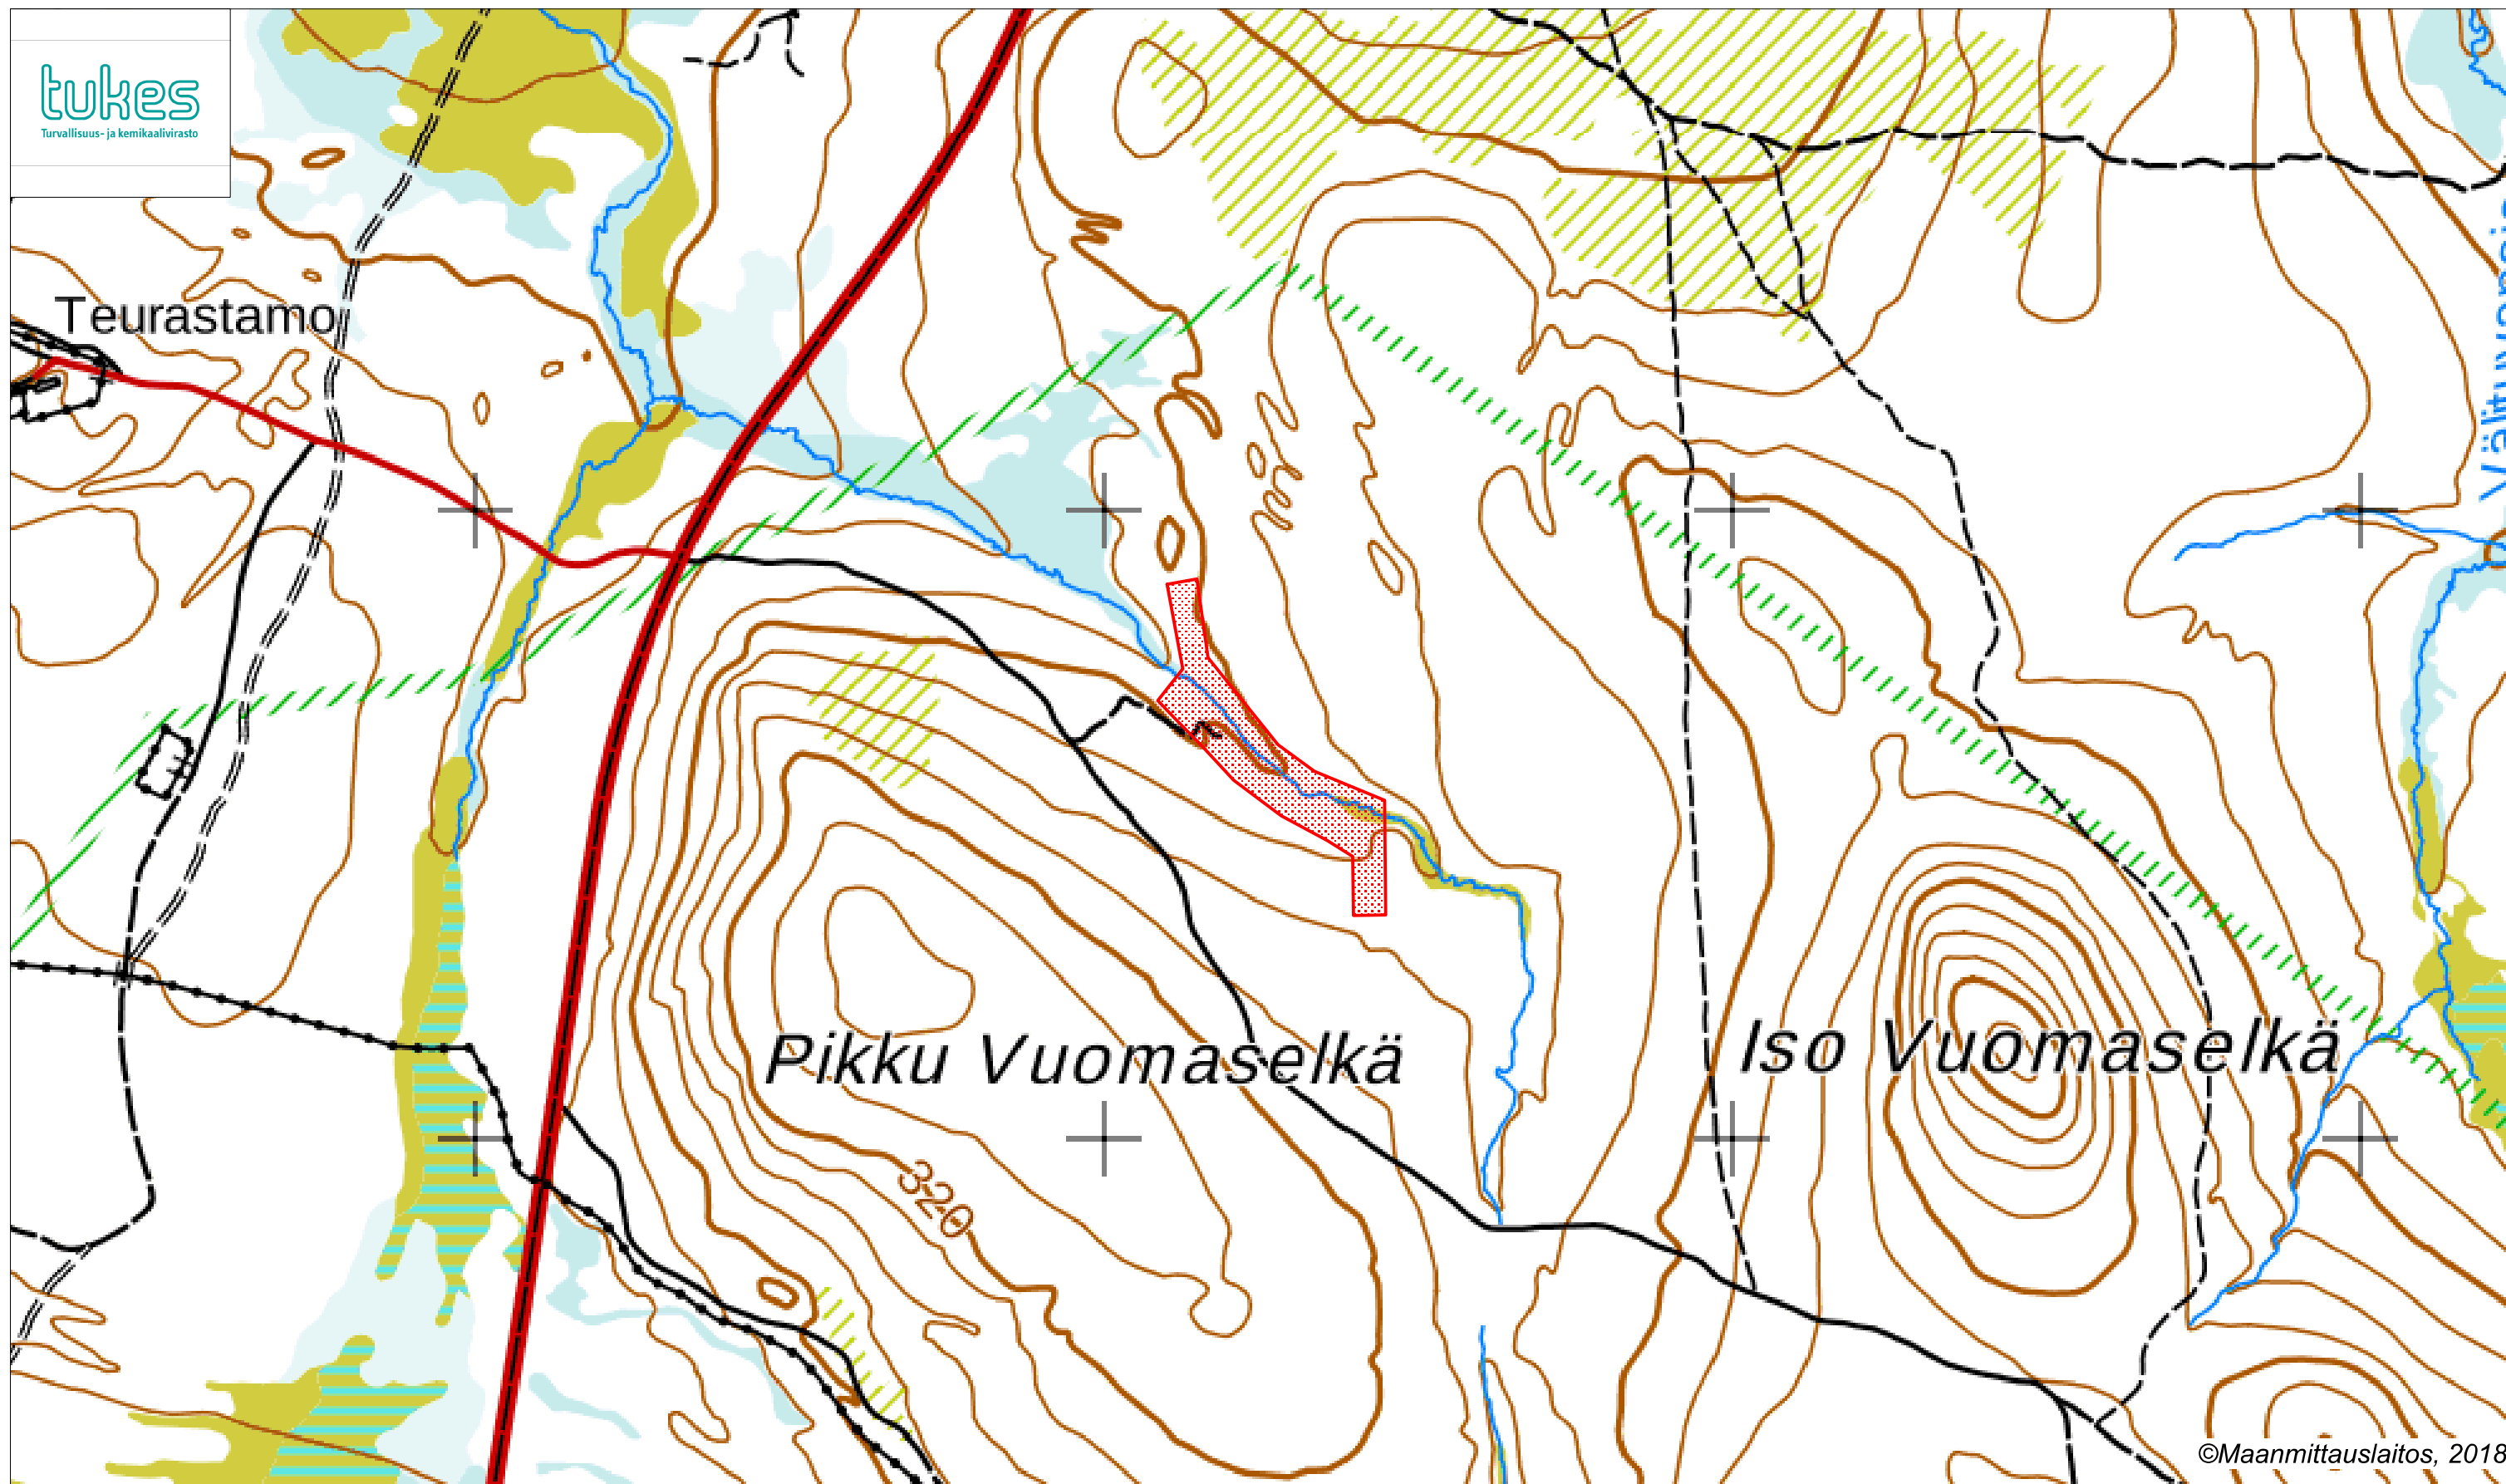 tukes
Turvallisuus- ja kemikaalivirasto
Teurastamo
Pikku Vuomaselkä
Iso Vuomaselkä
320
©Maanmittauslaitos, 2018